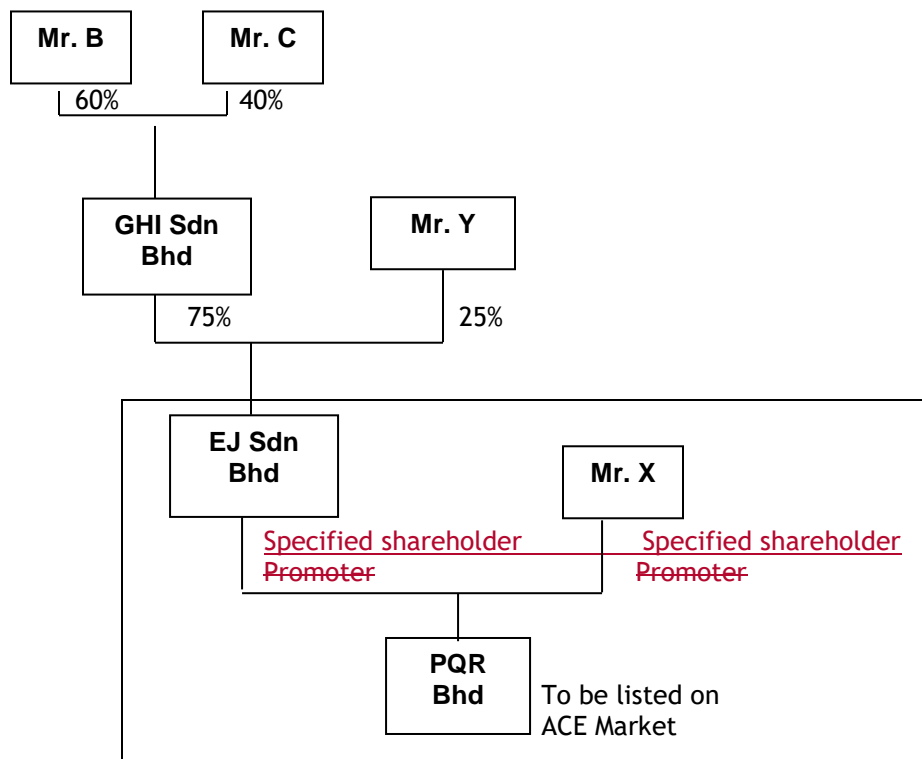 Mr. B
Mr. C
60%
40%
GHI Sdn
Bhd
Mr. Y
75%
25%
EJ Sdn
Bhd
Mr. X
Specified shareholder
Promoter
Specified shareholder
Promoter
PQR
Bhd
To be listed on
ACE Market